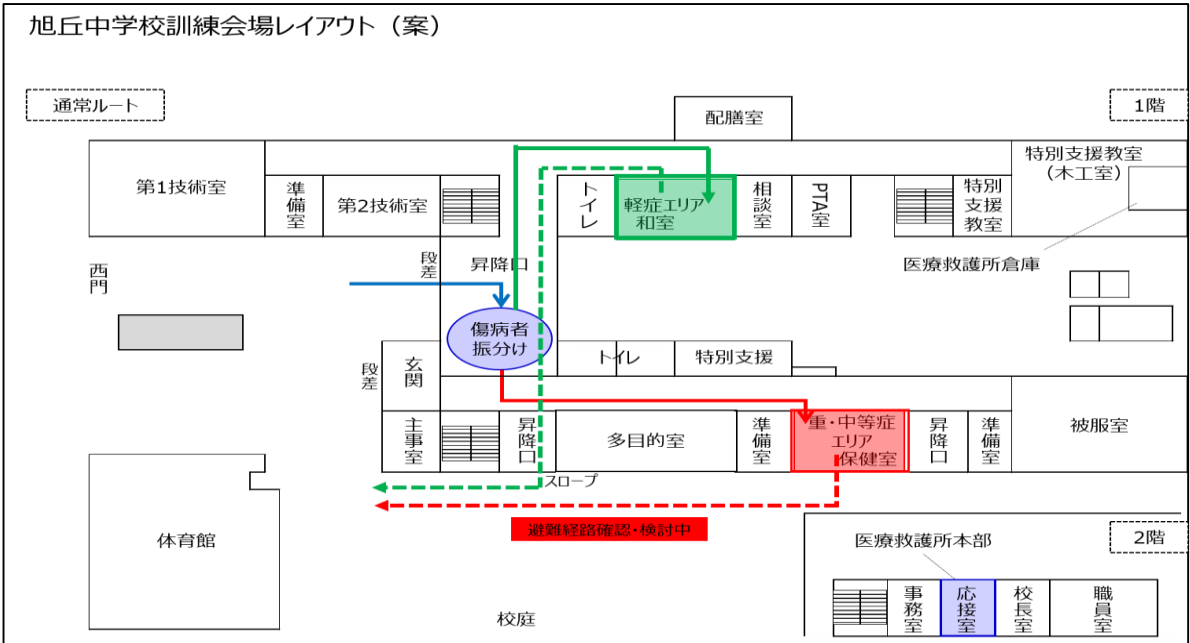 旭丘中学校訓練会場レイアウト（案）
通常ルート
1階
配膳室
第1技術室
準備室
第2技術室
トイレ
軽症エリア
和室
相談室
PTA室
特別
支援
教室
特別支援教室
（木工室）
医療救護所倉庫
西門
段差
昇降口
傷病者
振分け
段差
玄関
トイレ
特別支援
主事室
昇降口
多目的室
準備室
重・中等症
エリア
保健室
昇降口
準備室
被服室
スロープ
避難経路確認・検討中
体育館
校庭
医療救護所本部
2階
事務室
応接室
校長室
職員室